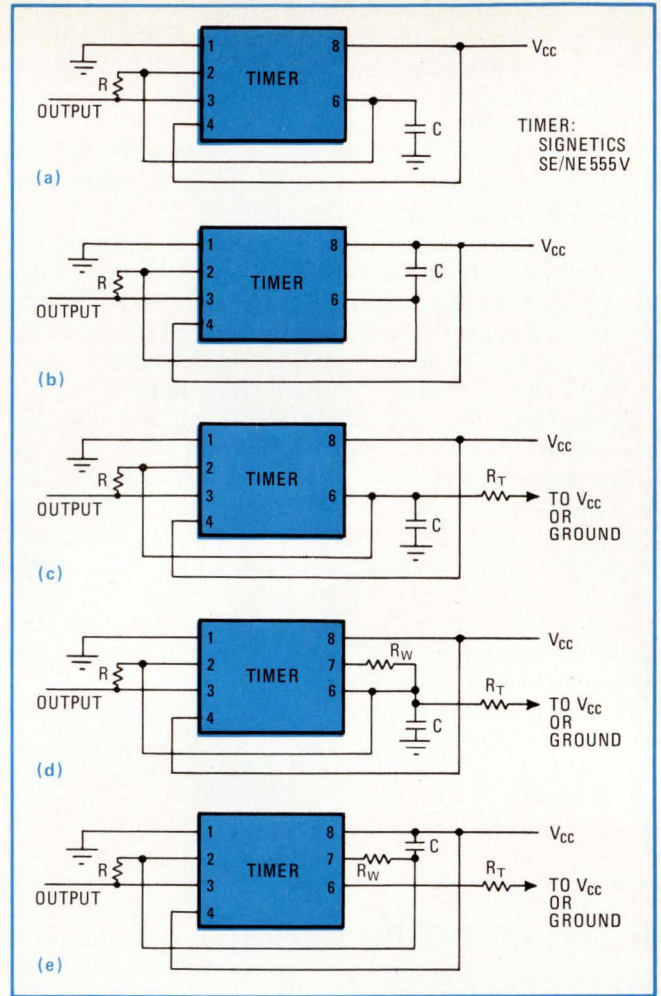 1
2
3
4
TIMER
8
6
R
OUTPUT
C
VCC
TIMER:
SIGNETICS
SE/NE555V
(a)
1
2
3
4
TIMER
8
6
R
OUTPUT
C
VCC
(b)
1
2
3
4
TIMER
8
6
R
OUTPUT
C
VCC
RT
TO VCC
OR
GROUND
(c)
1
2
3
4
TIMER
8
7
6
R
OUTPUT
RW
C
VCC
RT
TO VCC
OR
GROUND
(d)
1
2
3
4
TIMER
8
7
6
R
OUTPUT
C
RW
VCC
RT
TO VCC
OR
GROUND
(e)